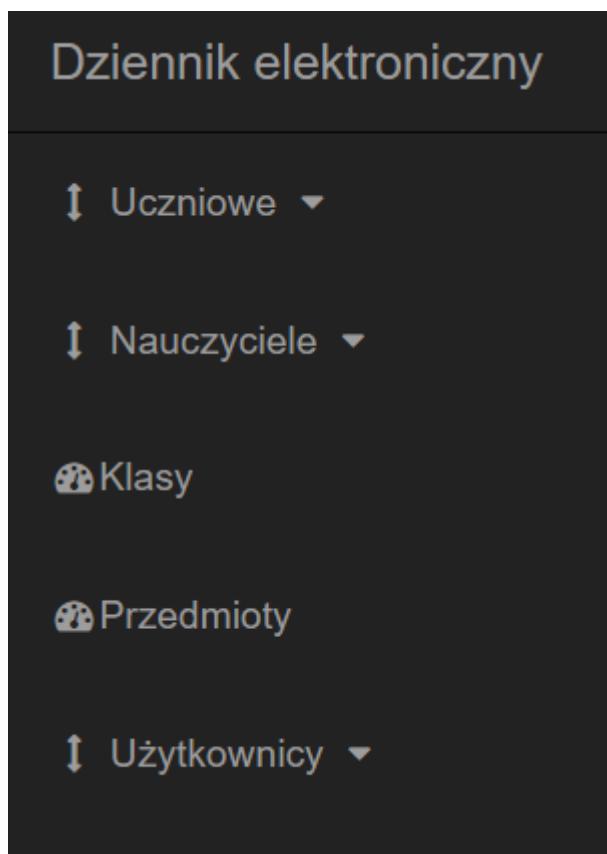 Dziennik elektroniczny
Uczniowe
Nauczyciele
Klasy
Przedmioty
Użytkownicy